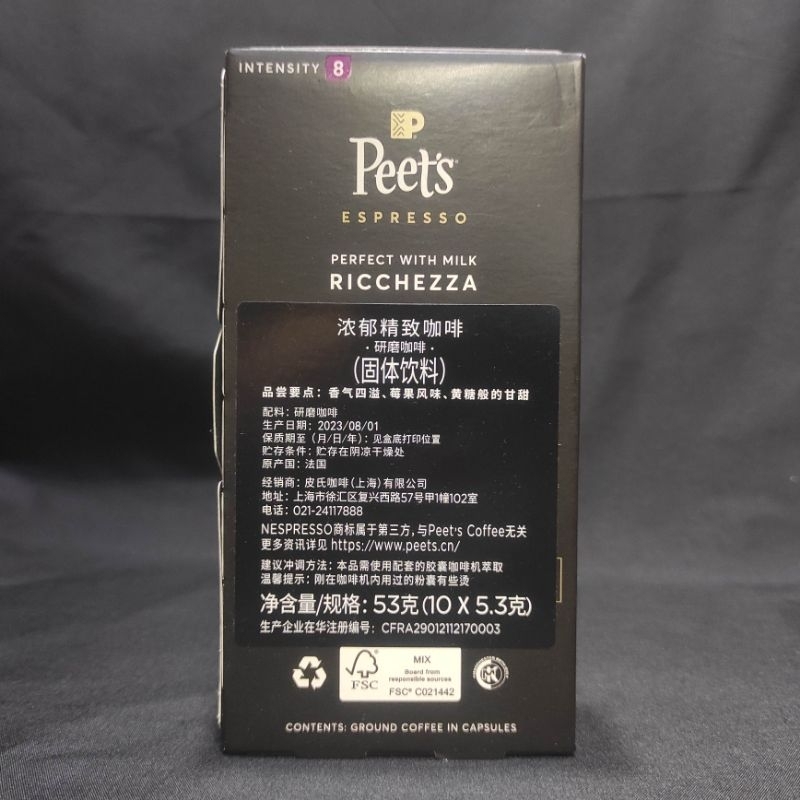 INTENSITY 8
Peet's
ESPRESSO
PERFECT WITH MILK
RICCHEZZA
浓郁精致咖啡
·研磨咖啡·
(固体饮料)
品尝要点：香气四溢、莓果风味、黄糖般的甘甜
配料：研磨咖啡
生产日期：2023/08/01
保质期至（月/日/年）：见盒底打印位置
贮存条件：贮存在阴凉干燥处
原产国：法国
经销商：皮氏咖啡(上海)有限公司
地址：上海市徐汇区复兴西路57号甲1幢102室
电话：021-24117888
NESPRESSO商标属于第三方，与Peet's Coffee无关
更多资讯详见 https://www.peets.cn/
建议冲调方法：本品需使用配套的胶囊咖啡机萃取
温馨提示：刚在咖啡机内用过的粉囊有些烫
净含量/规格：53克(10 X 5.3克)
生产企业在华注册编号：CFRA29012112170003
FSC
MIX
Board from
responsible sources
FSC® C021442
CONTENTS: GROUND COFFEE IN CAPSULES